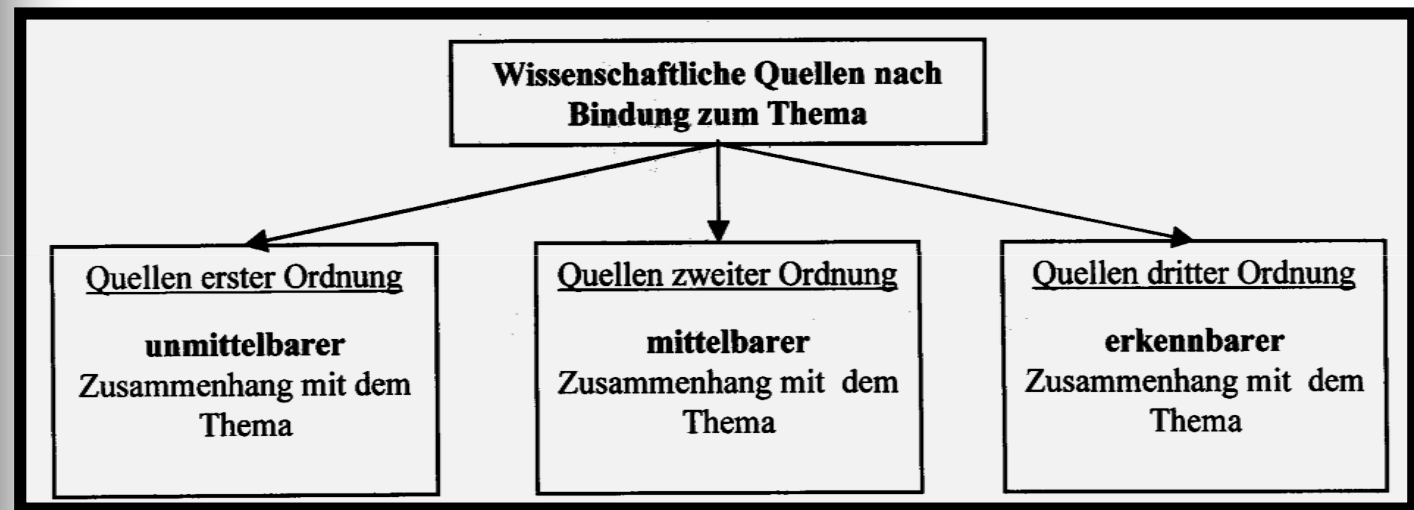 Wissenschaftliche Quellen nach
Bindung zum Thema
Quellen erster Ordnung
unmittelbarer
Zusammenhang mit dem
Thema
Quellen zweiter Ordnung
mittelbarer
Zusammenhang mit dem
Thema
Quellen dritter Ordnung
erkennbarer
Zusammenhang mit dem
Thema